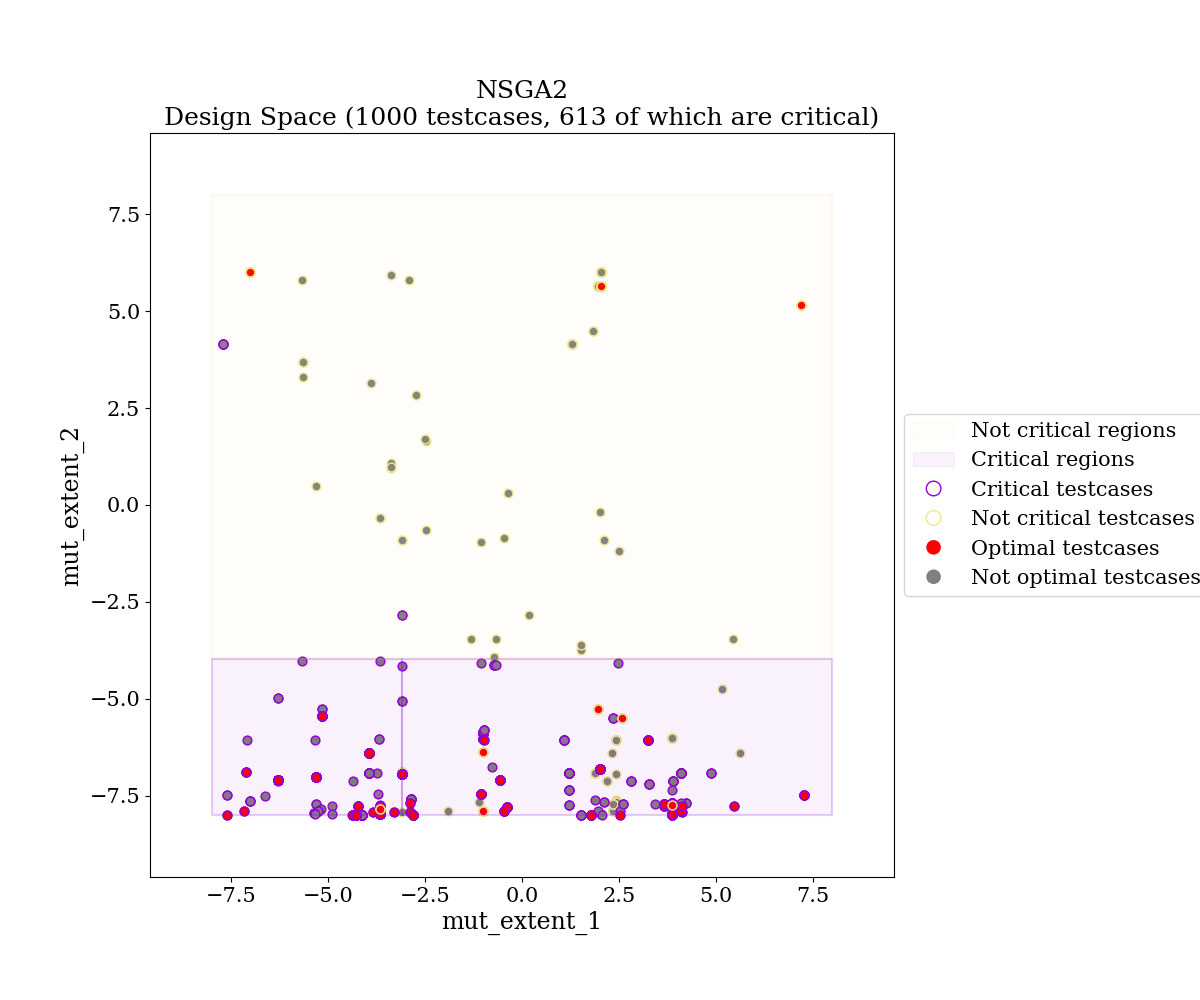 NSGA2
Design Space (1000 testcases, 613 of which are critical)
7.5
5.0
2.5
0.0
−2.5
−5.0
−7.5
mut_extent_2
−7.5 −5.0 −2.5 0.0 2.5 5.0 7.5
mut_extent_1
Not critical regions
Critical regions
Critical testcases
Not critical testcases
Optimal testcases
Not optimal testcases